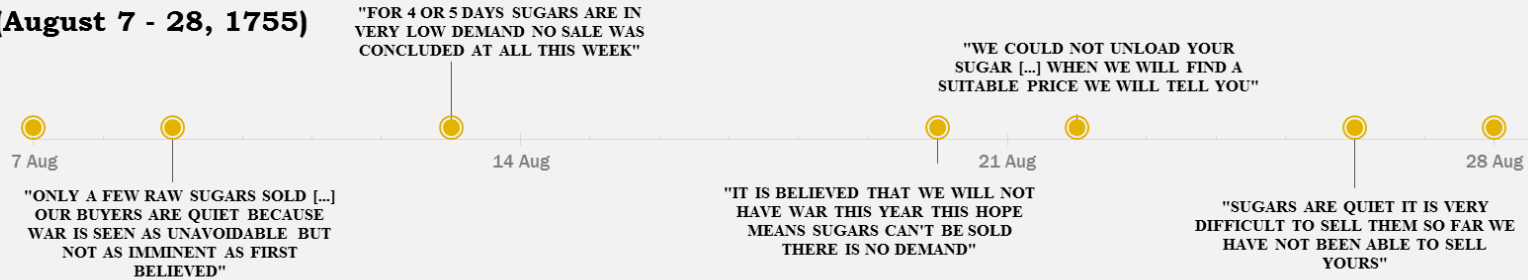 (August 7 - 28, 1755)
"FOR 4 OR 5 DAYS SUGARS ARE IN
VERY LOW DEMAND NO SALE WAS
CONCLUDED AT ALL THIS WEEK"
"WE COULD NOT UNLOAD YOUR
SUGAR [...] WHEN WE WILL FIND A
SUITABLE PRICE WE WILL TELL YOU"
7 Aug
14 Aug
21 Aug
28 Aug
"ONLY A FEW RAW SUGARS SOLD [...]
OUR BUYERS ARE QUIET BECAUSE
WAR IS SEEN AS UNAVOIDABLE BUT
NOT AS IMMINENT AS FIRST
BELIEVED"
"IT IS BELIEVED THAT WE WILL NOT
HAVE WAR THIS YEAR THIS HOPE
MEANS SUGARS CAN'T BE SOLD
THERE IS NO DEMAND"
"SUGARS ARE QUIET IT IS VERY
DIFFICULT TO SELL THEM SO FAR WE
HAVE NOT BEEN ABLE TO SELL
YOURS"